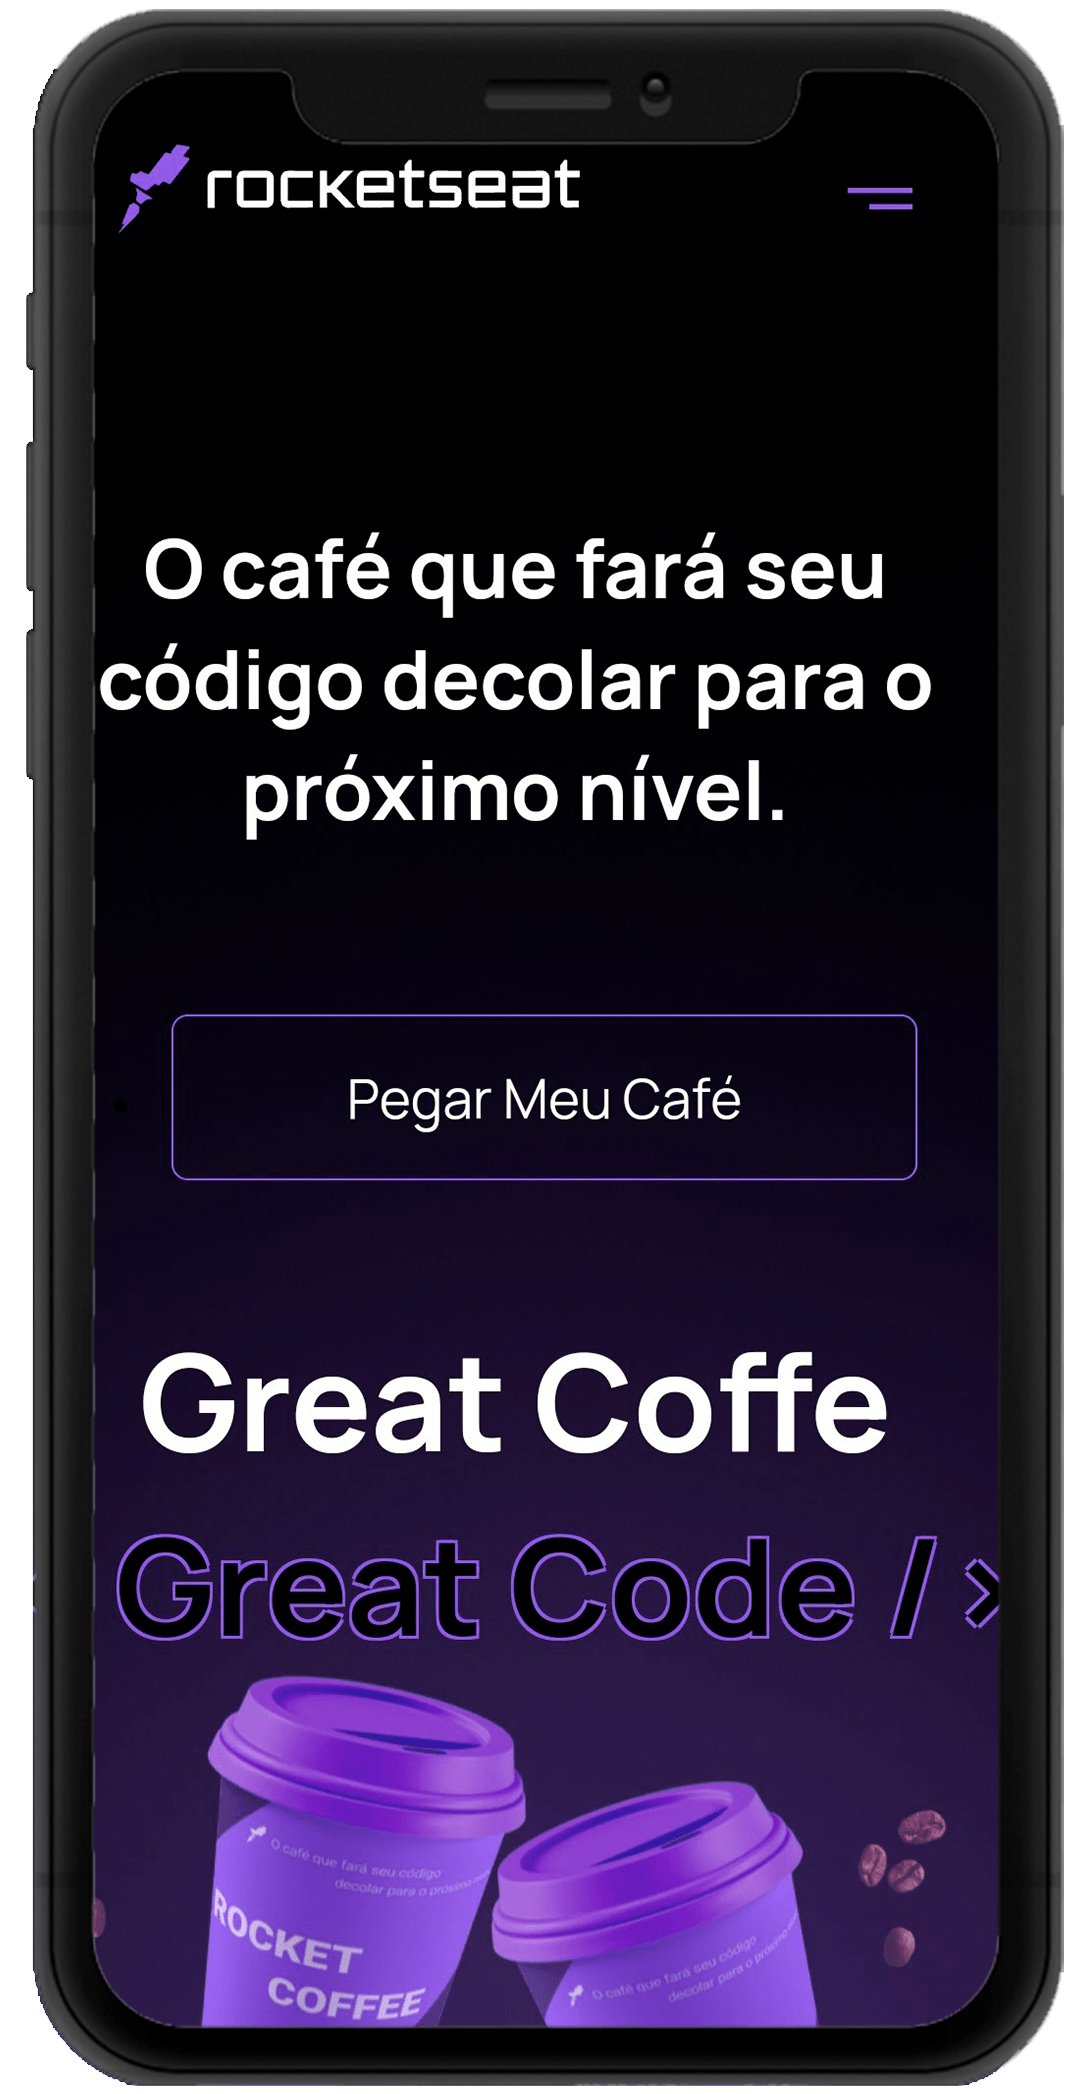 rocketseat
O café que fará seu
código decolar para o
próximo nível.
Pegar Meu Café
Great Coffe
Great Code /
O café que fará seu código
decolar para o próximo
ROCKET
COFFEE
O café que fará seu código
decolar para o próximo